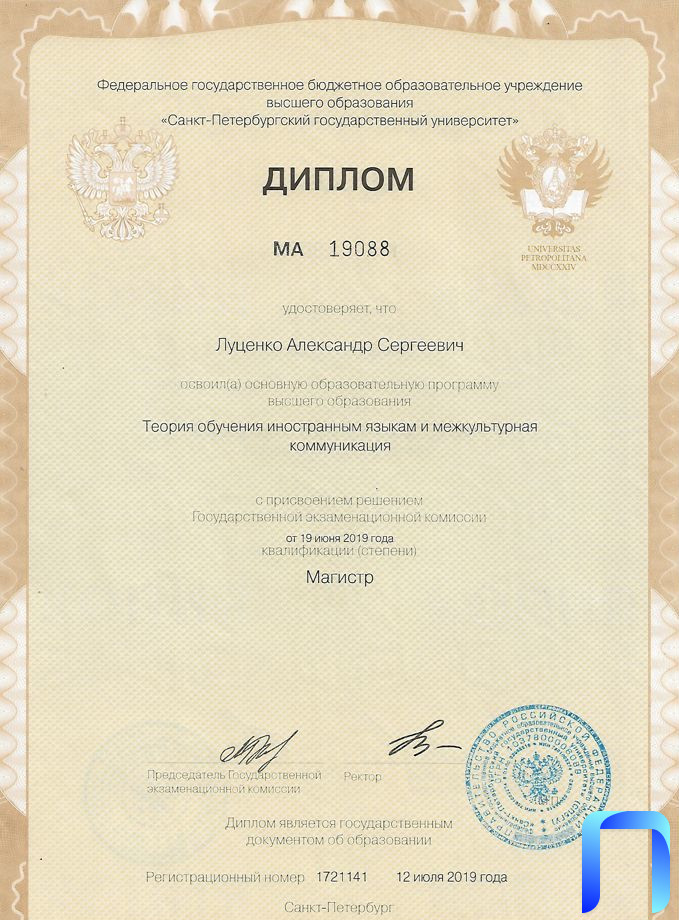 Федеральное государственное бюджетное образовательное учреждение
высшего образования
«Санкт-Петербургский государственный университет»
ДИПЛОМ
UNIVERSITAS
PETROPOLITANA
MDCCXXIV
МА 19088
удостоверяет, что
Луценко Александр Сергеевич
освоил(а) основную образовательную программу
высшего образования
Теория обучения иностранным языкам и межкультурная
коммуникация
с присвоением решением
Государственной экзаменационной комиссии
от 19 июня 2019 года
квалификации (степени)
Магистр
Председатель Государственной
экзаменационной комиссии
Ректор
ПРАВИТЕЛЬСТВО РОССИЙСКОЙ ФЕДЕРАЦИИ
Диплом является государственным
документом об образовании
Регистрационный номер 1721141 12 июля 2019 года
Санкт-Петербург